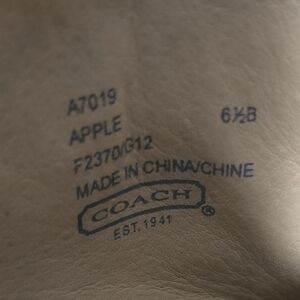 A7019
APPLE 6½B
F2370/G12
MADE IN CHINA/CHINE
COACH®
EST. 1941